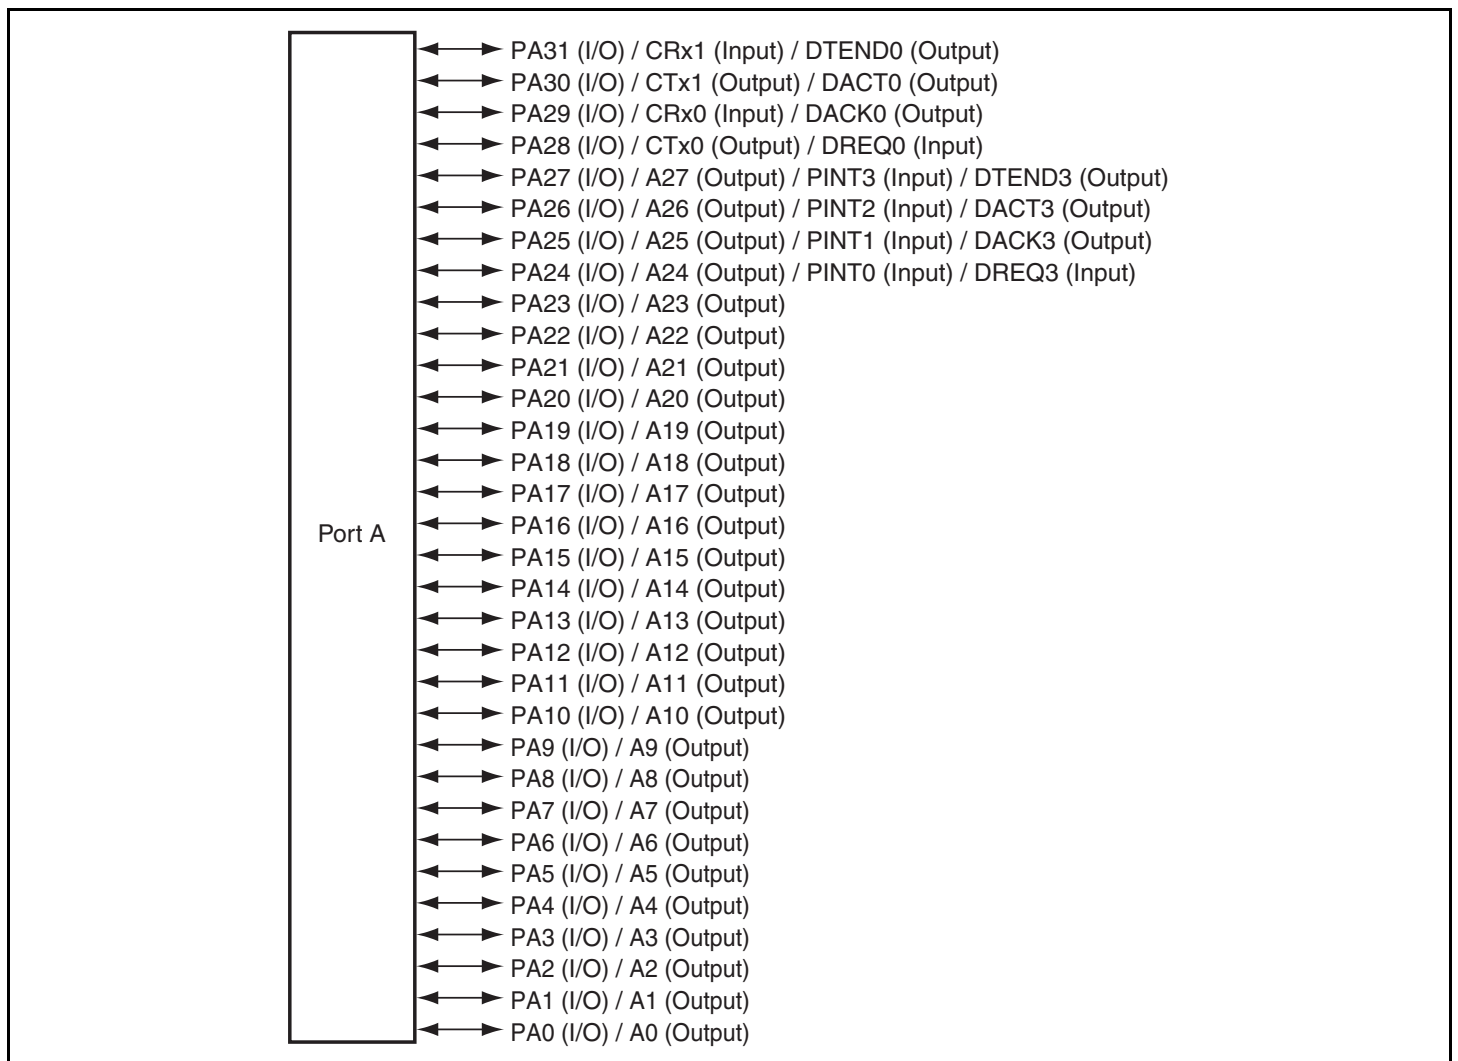 PA31 (I/O) / CRx1 (Input) / DTEND0 (Output)
PA30 (I/O) / CTx1 (Output) / DACT0 (Output)
PA29 (I/O) / CRx0 (Input) / DACK0 (Output)
PA28 (I/O) / CTx0 (Output) / DREQ0 (Input)
PA27 (I/O) / A27 (Output) / PINT3 (Input) / DTEND3 (Output)
PA26 (I/O) / A26 (Output) / PINT2 (Input) / DACT3 (Output)
PA25 (I/O) / A25 (Output) / PINT1 (Input) / DACK3 (Output)
PA24 (I/O) / A24 (Output) / PINT0 (Input) / DREQ3 (Input)
PA23 (I/O) / A23 (Output)
PA22 (I/O) / A22 (Output)
PA21 (I/O) / A21 (Output)
PA20 (I/O) / A20 (Output)
PA19 (I/O) / A19 (Output)
PA18 (I/O) / A18 (Output)
PA17 (I/O) / A17 (Output)
Port A
PA16 (I/O) / A16 (Output)
PA15 (I/O) / A15 (Output)
PA14 (I/O) / A14 (Output)
PA13 (I/O) / A13 (Output)
PA12 (I/O) / A12 (Output)
PA11 (I/O) / A11 (Output)
PA10 (I/O) / A10 (Output)
PA9 (I/O) / A9 (Output)
PA8 (I/O) / A8 (Output)
PA7 (I/O) / A7 (Output)
PA6 (I/O) / A6 (Output)
PA5 (I/O) / A5 (Output)
PA4 (I/O) / A4 (Output)
PA3 (I/O) / A3 (Output)
PA2 (I/O) / A2 (Output)
PA1 (I/O) / A1 (Output)
PA0 (I/O) / A0 (Output)